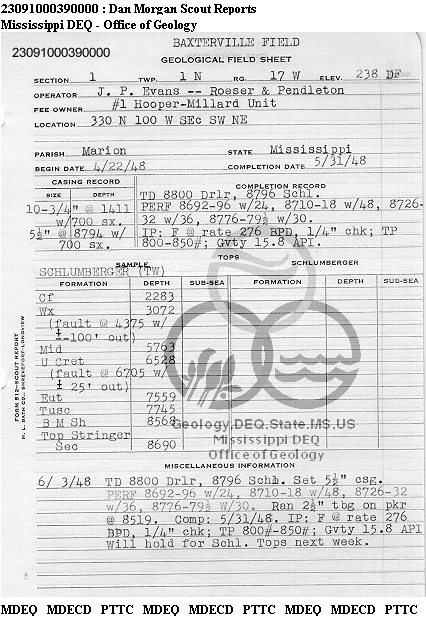 23091000390000 : Dan Morgan Scout Reports
Mississippi DEQ - Office of Geology
BAXTERVILLE FIELD
23091000390000
GEOLOGICAL FIELD SHEET
SECTION 1 TWP. 1 N RG. 17 W ELEV. 238 DF
OPERATOR J. P. Evans -- Roeser & Pendleton
FEE OWNER #1 Hooper-Millard Unit
LOCATION 330 N 100 W SEc SW NE
PARISH Marion STATE Mississippi
BEGIN DATE 4/22/48 COMPLETION DATE 5/31/48
CASING RECORD COMPLETION RECORD
SIZE DEPTH
TD 8800 Drlr, 8796 Schl.
10-3/4" @ 1411 PERF 8692-96 w/24, 8710-18 w/48, 8726-
w/700 sx. 32 w/36, 8776-79½ w/30.
5½" @ 8794 w/ IP: F @ rate 276 BPD, 1/4" chk; TP
700 sx. 800-850#; Gvty 15.8 API.
TOPS
SAMPLE SCHLUMBERGER
SCHLUMBERGER (TW)
FORMATION DEPTH SUB-SEA FORMATION DEPTH SUB-SEA
Cf 2283
Wx 3072
(fault @ 4375 w/
±-100' out)
Mid 5763
U Cret 6528
(fault @ 6705 w/
± 25' out)
Eut 7559
Tusc 7745
B M Sh 8568
Top Stringer
Sec 8690
FORM 812—SCOUT REPORT
M. L. BATH CO., SHREVEPORT-LONGVIEW
Geology.DEQ.State.MS.US
Mississippi DEQ
Office of Geology
MISCELLANEOUS INFORMATION
6/ 3/48 TD 8800 Drlr, 8796 Schl. Set 5½" csg.
PERF 8692-96 w/24, 8710-18 w/48, 8726-32
w/36, 8776-79½ W/30. Ran 2½" tbg on pkr
@ 8519. Comp: 5/31/48. IP: F @ rate 276
BPD, 1/4" chk; TP 800#-850#; Gvty 15.8 API
Will hold for Schl. Tops next week.
MDEQ MDECD PTTC MDEQ MDECD PTTC MDEQ MDECD PTTC